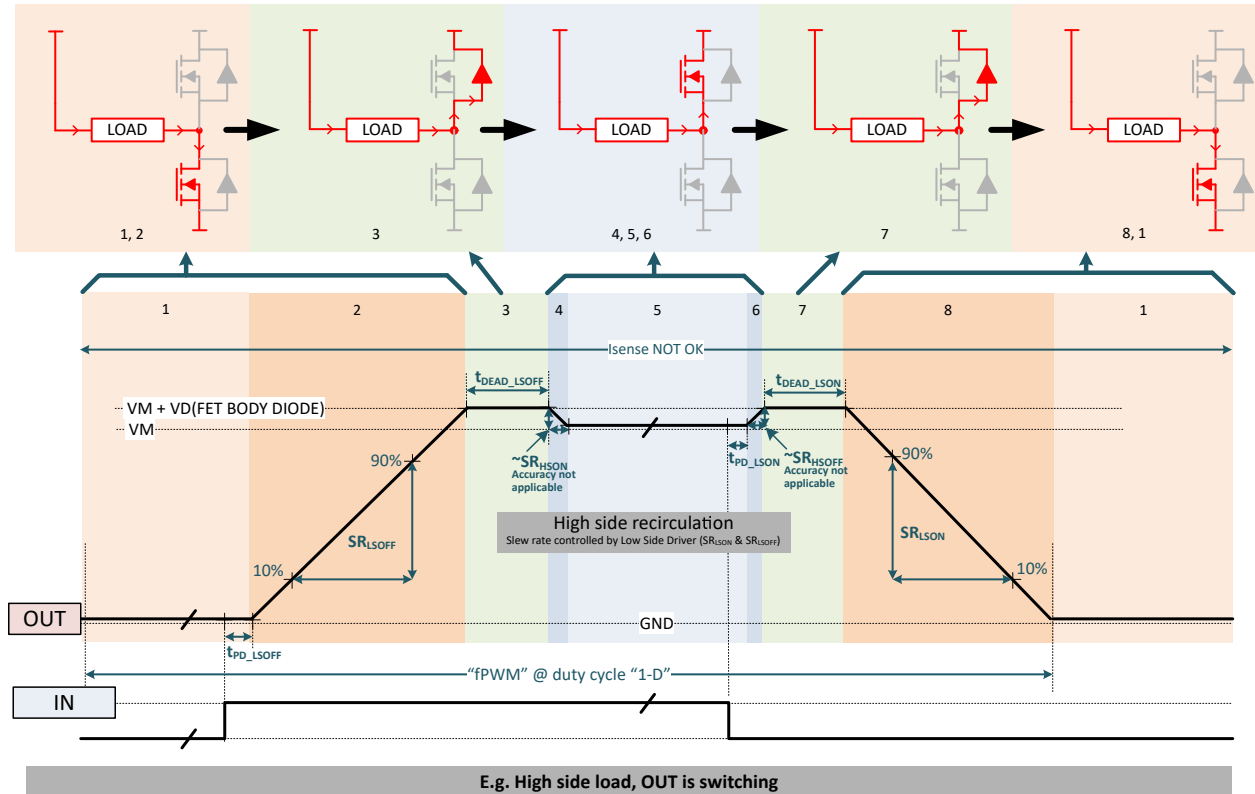 LOAD
LOAD
LOAD
LOAD
LOAD
1, 2
3
4, 5, 6
7
8, 1
1
2
3
4
5
6
7
8
1
Isense NOT OK
tDEAD_LSOFF
tDEAD_LSON
VM + VD(FET BODY DIODE)
VM
90%
~SRHSON
Accuracy not
applicable
tPD_LSON
~SRHSOFF
Accuracy not
applicable
90%
High side recirculation
Slew rate controlled by Low Side Driver (SRLSON & SRLSOFF)
SRLSOFF
SRLSON
10%
10%
OUT
GND
tPD_LSOFF
"fPWM" @ duty cycle "1-D"
IN
E.g. High side load, OUT is switching